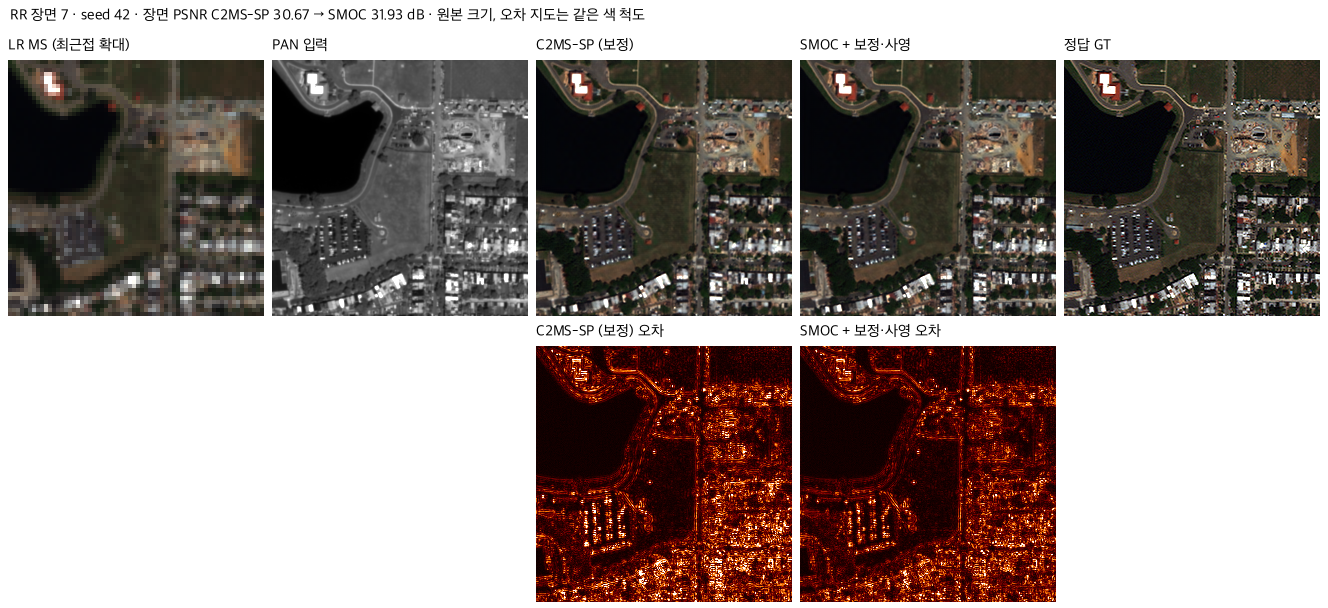 RR 장면 7 · seed 42 · 장면 PSNR C2MS-SP 30.67 → SMOC 31.93 dB · 원본 크기, 오차 지도는 같은 색 척도
LR MS (최근접 확대)
PAN 입력
C2MS-SP (보정)
SMOC + 보정·사영
정답 GT
C2MS-SP (보정) 오차
SMOC + 보정·사영 오차